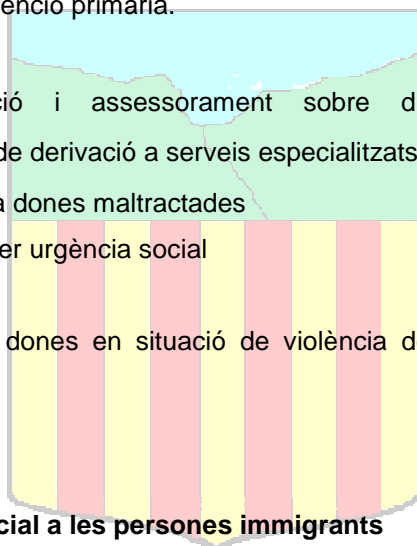 enció primària.
ció i assessorament sobre d
de derivació a serveis especialitzats
a dones maltractades
er urgència social
dones en situació de violència d
cial a les persones immigrants